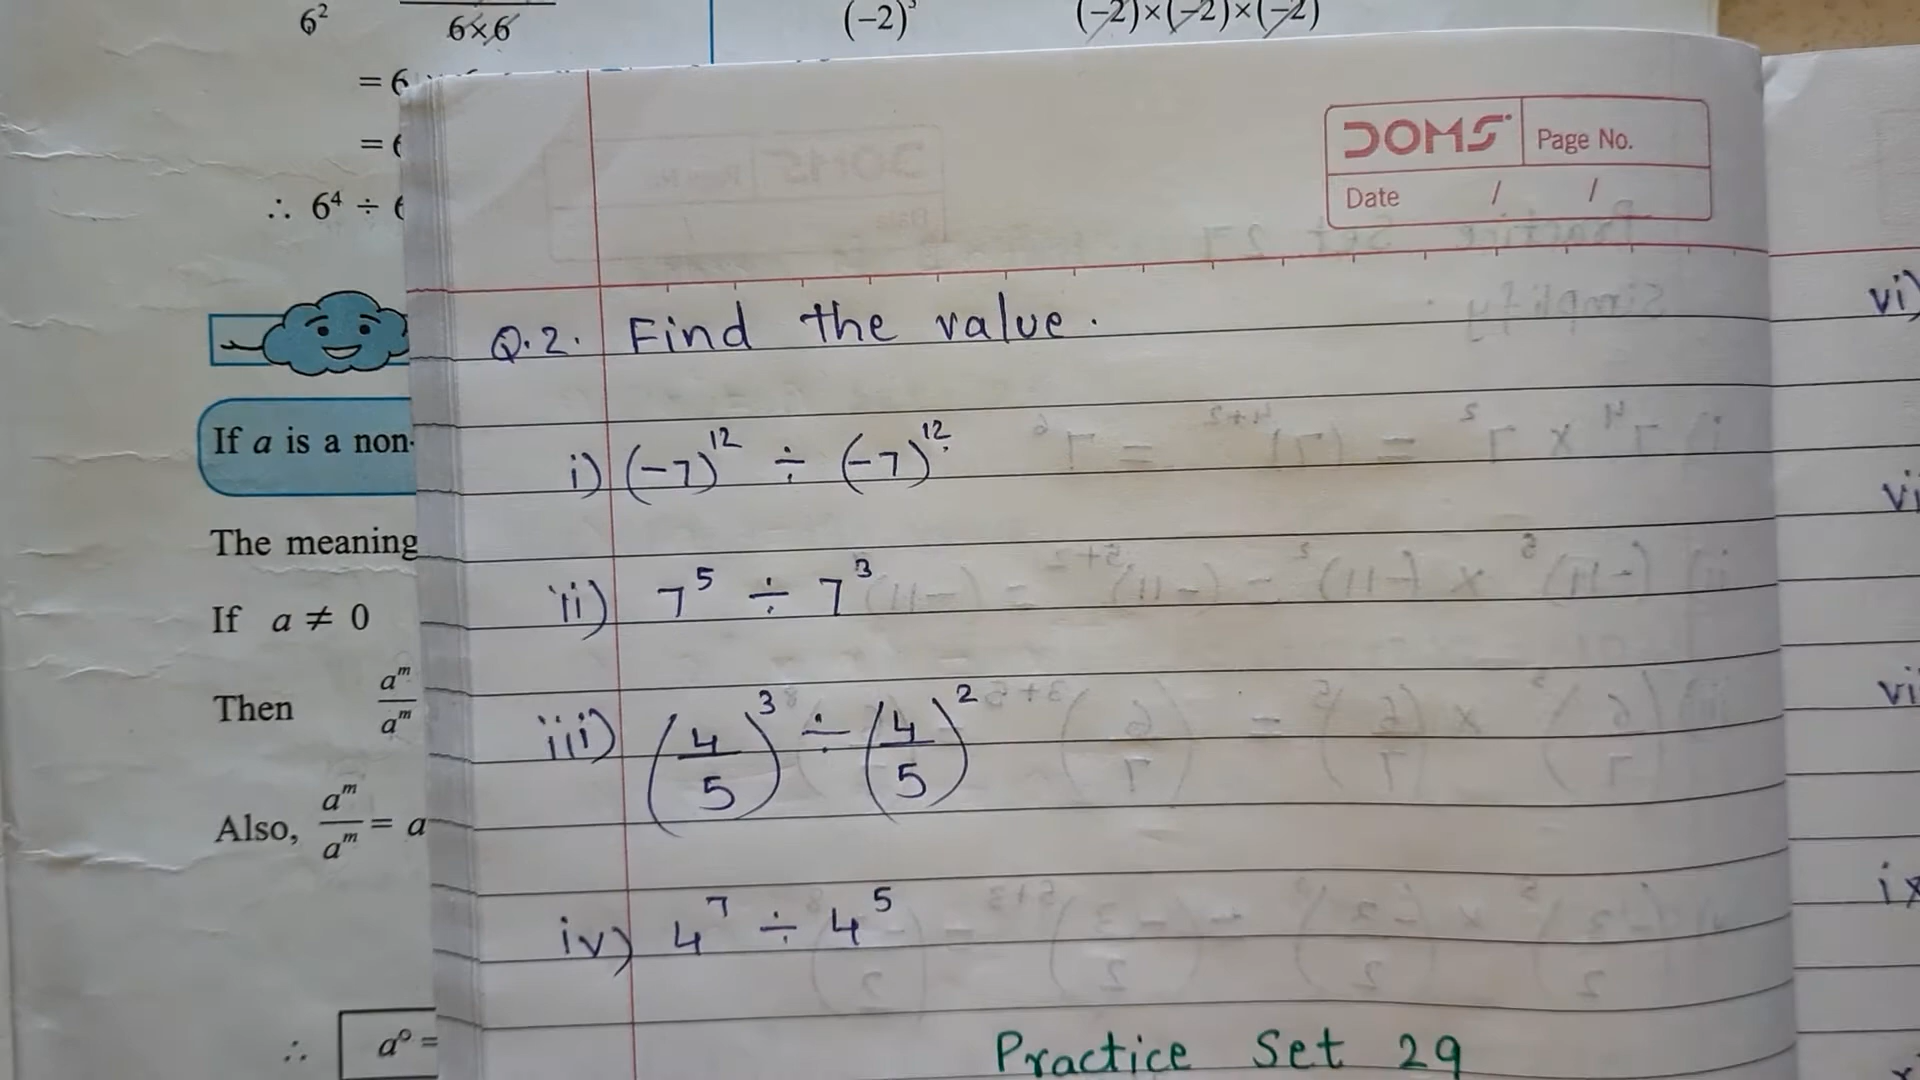 6²
6×6
(−2)³
(−2)×(−2)×(−2)
= 6
=
∴ 6⁴ ÷
DOMS Page No.
Date / /
Q.2. Find the value.
vi)
If a is a non-
i) (−7)¹² ÷ (−7)¹²
The meaning
ii) 7⁵ ÷ 7³
If a ≠ 0
Then aᵐ/aᵐ
iii) (4/5)³ ÷ (4/5)²
Also, aᵐ/aᵐ = a
iv) 4⁷ ÷ 4⁵
∴ a⁰ =
Practice Set 29